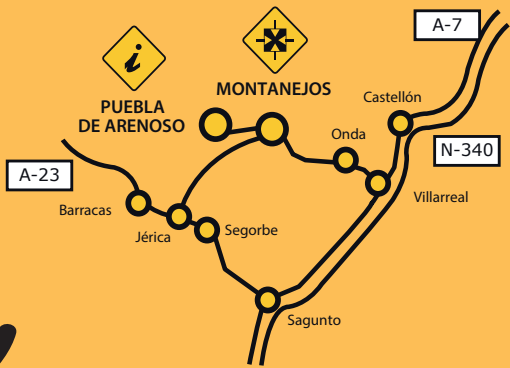 A-7
i
MONTANEJOS
PUEBLA
DE ARENOSO
Castellón
Onda
N-340
A-23
Villarreal
Barracas
Jérica
Segorbe
Sagunto